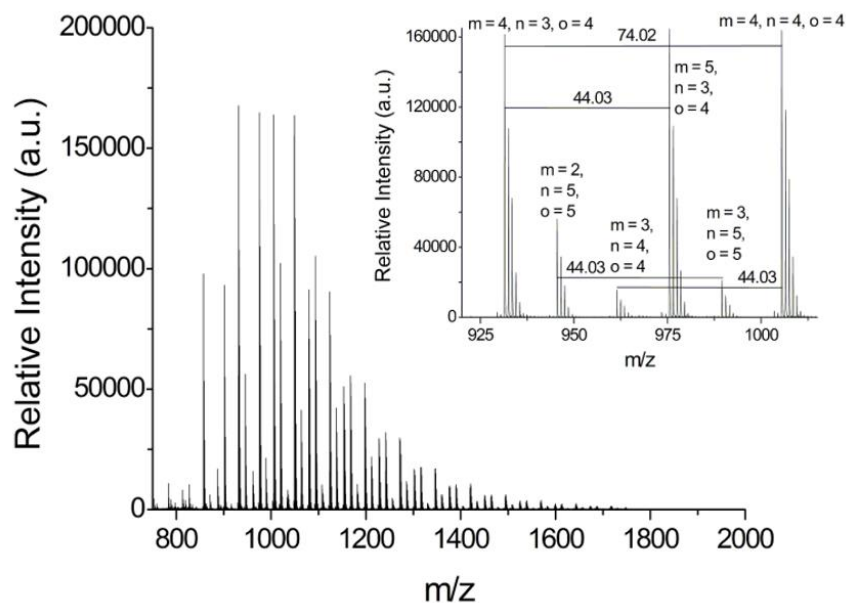 200000
150000
100000
50000
0
Relative Intensity (a.u.)
800
1000
1200
1400
1600
1800
2000
m/z
160000
120000
80000
40000
0
Relative Intensity (a.u.)
925
950
975
1000
m/z
m = 4, n = 3, o = 4
m = 4, n = 4, o = 4
74.02
44.03
m = 5,
n = 3,
o = 4
m = 2,
n = 5,
o = 5
m = 3,
n = 4,
o = 4
m = 3,
n = 5,
o = 5
44.03
44.03